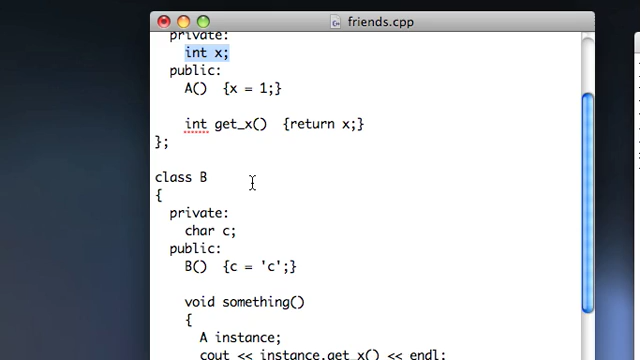 friends.cpp
private:
int x;
public:
A() {x = 1;}
int get_x() {return x;}
};
class B
{
private:
char c;
public:
B() {c = 'c';}
void something()
{
A instance;
cout << instance.get_x() << endl;